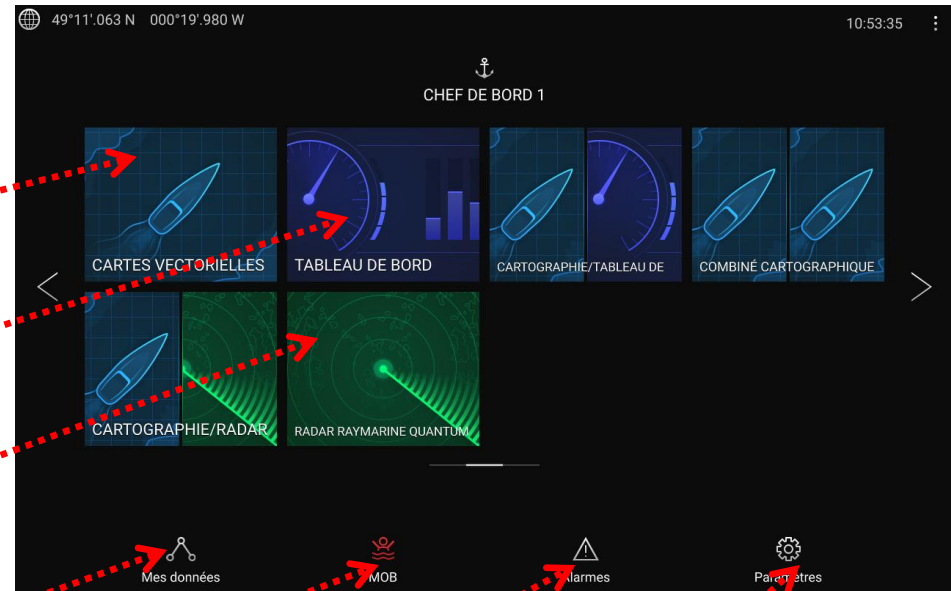 49°11'.063 N 000°19'.980 W
10:53:35
CHEF DE BORD 1
CARTES VECTORIELLES
TABLEAU DE BORD
CARTOGRAPHIE/TABLEAU DE
COMBINÉ CARTOGRAPHIQUE
CARTOGRAPHIE/RADAR
RADAR RAYMARINE QUANTUM
Mes données
MOB
Alarmes
Paramètres